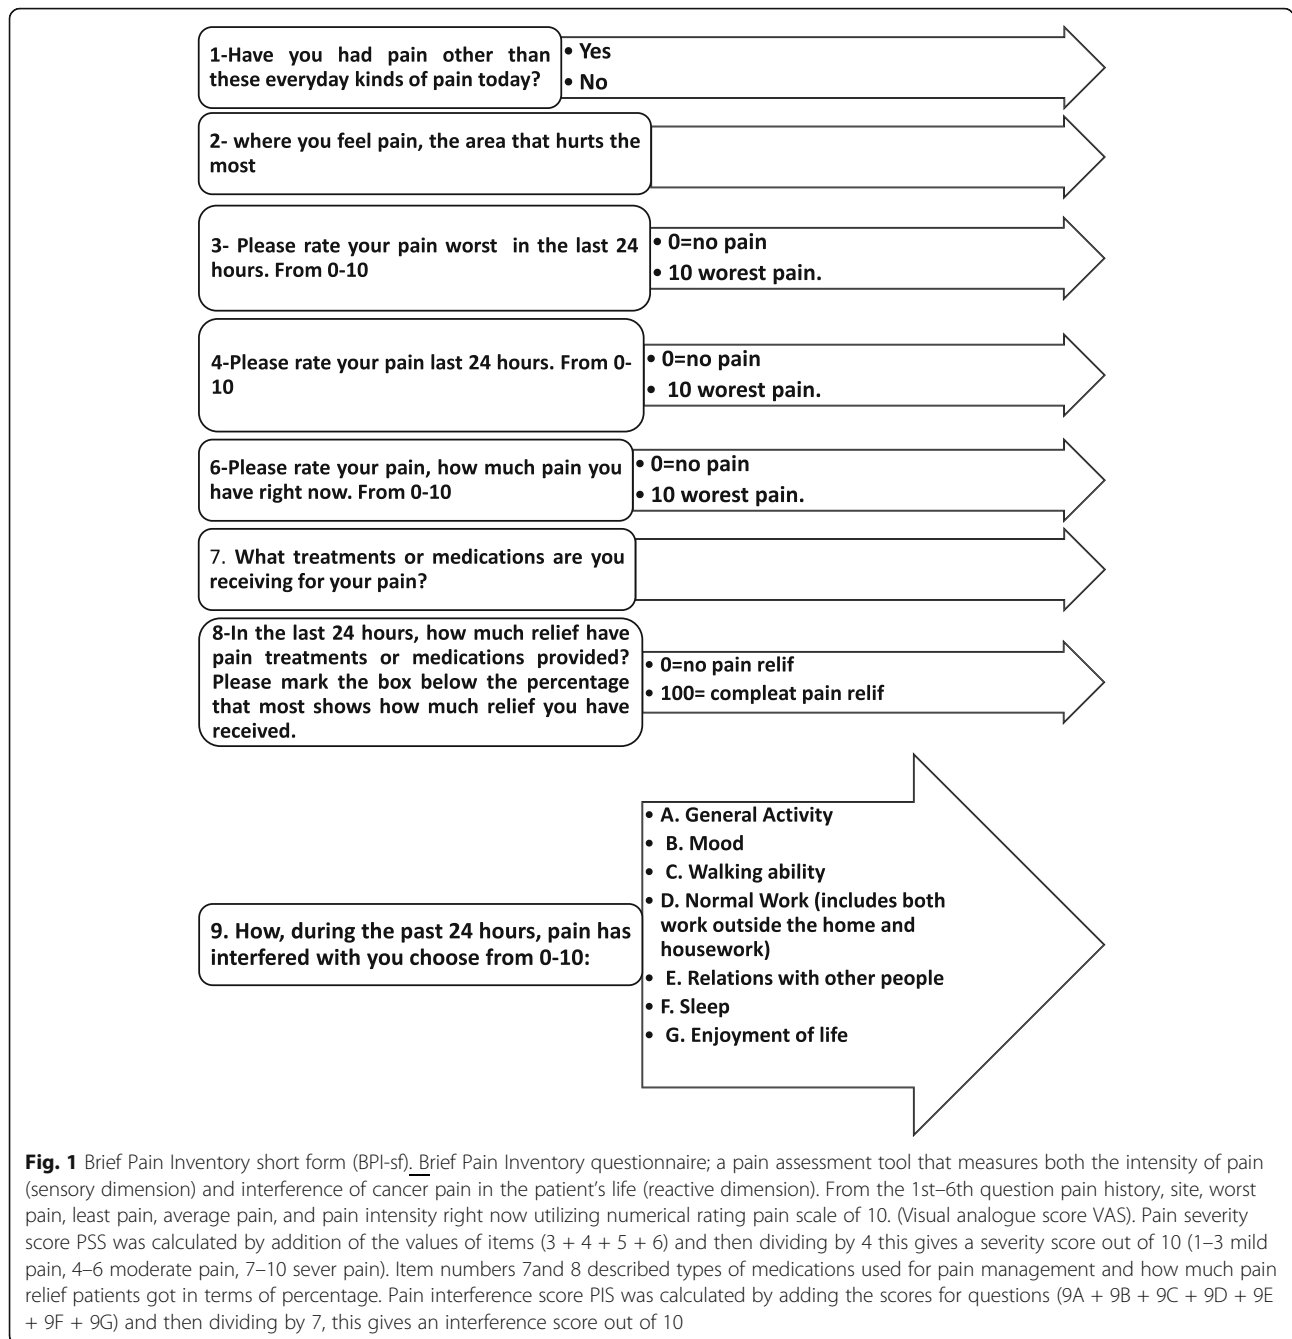 1-Have you had pain other than
these everyday kinds of pain today?
• Yes
• No
2- where you feel pain, the area that hurts the
most
3- Please rate your pain worst in the last 24
hours. From 0-10
• 0=no pain
• 10 worest pain.
4-Please rate your pain last 24 hours. From 0-
10
• 0=no pain
• 10 worest pain.
6-Please rate your pain, how much pain you
have right now. From 0-10
• 0=no pain
• 10 worest pain.
7. What treatments or medications are you
receiving for your pain?
8-In the last 24 hours, how much relief have
pain treatments or medications provided?
Please mark the box below the percentage
that most shows how much relief you have
received.
• 0=no pain relif
• 100= compleat pain relif
9. How, during the past 24 hours, pain has
interfered with you choose from 0-10:
• A. General Activity
• B. Mood
• C. Walking ability
• D. Normal Work (includes both
work outside the home and
housework)
• E. Relations with other people
• F. Sleep
• G. Enjoyment of life
Fig. 1 Brief Pain Inventory short form (BPI-sf). Brief Pain Inventory questionnaire; a pain assessment tool that measures both the intensity of pain
(sensory dimension) and interference of cancer pain in the patient's life (reactive dimension). From the 1st–6th question pain history, site, worst
pain, least pain, average pain, and pain intensity right now utilizing numerical rating pain scale of 10. (Visual analogue score VAS). Pain severity
score PSS was calculated by addition of the values of items (3 + 4 + 5 + 6) and then dividing by 4 this gives a severity score out of 10 (1–3 mild
pain, 4–6 moderate pain, 7–10 sever pain). Item numbers 7and 8 described types of medications used for pain management and how much pain
relief patients got in terms of percentage. Pain interference score PIS was calculated by adding the scores for questions (9A + 9B + 9C + 9D + 9E
+ 9F + 9G) and then dividing by 7, this gives an interference score out of 10